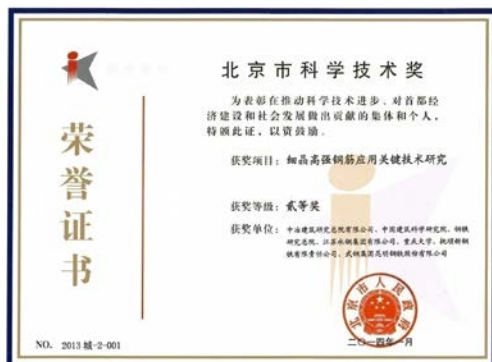 北京市科学技术奖
为表彰在推动科学技术进步、对首都经
济建设和社会发展做出贡献的集体和个人，
特颁此证，以资鼓励。
荣誉证书
获奖项目：细晶高强钢筋应用关键技术研究
获奖等级：贰等奖
获奖单位：中冶建筑研究总院有限公司、中国建筑科学研究院、钢铁
研究总院、江苏永钢集团有限公司、重庆大学、抚顺新钢
铁有限责任公司、武钢集团昆明钢铁股份有限公司
北京市人民政府
二〇一四年一月
NO. 2013 城-2-001